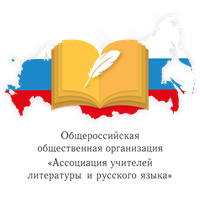 Общероссийская
общественная организация
«Ассоциация учителей
литературы и русского языка»